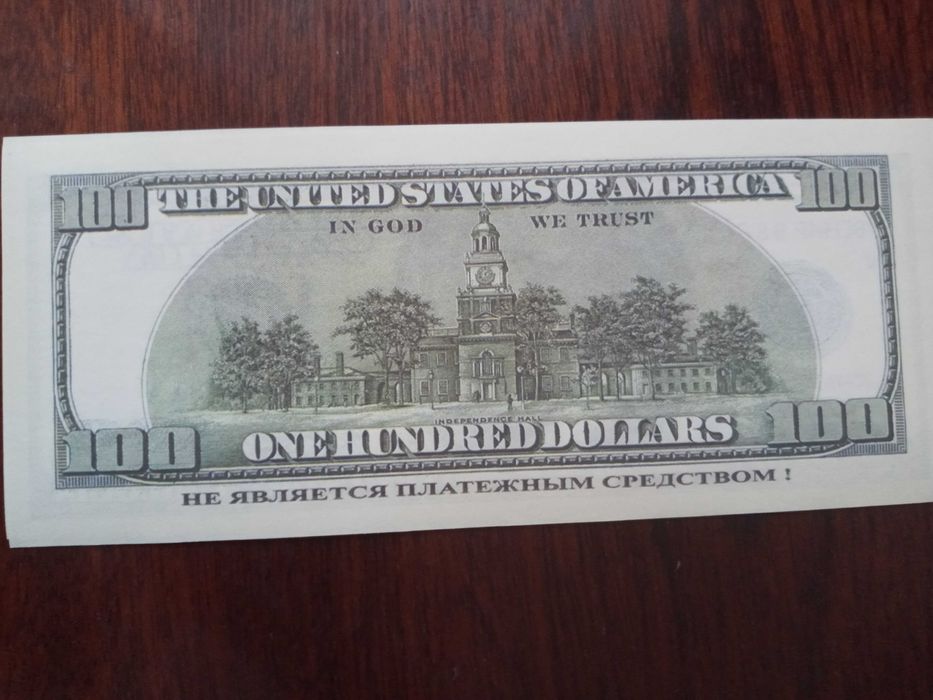 100 THE UNITED STATES OF AMERICA 100
IN GOD WE TRUST
INDEPENDENCE HALL
100 ONE HUNDRED DOLLARS 100
НЕ ЯВЛЯЕТСЯ ПЛАТЕЖНЫМ СРЕДСТВОМ !